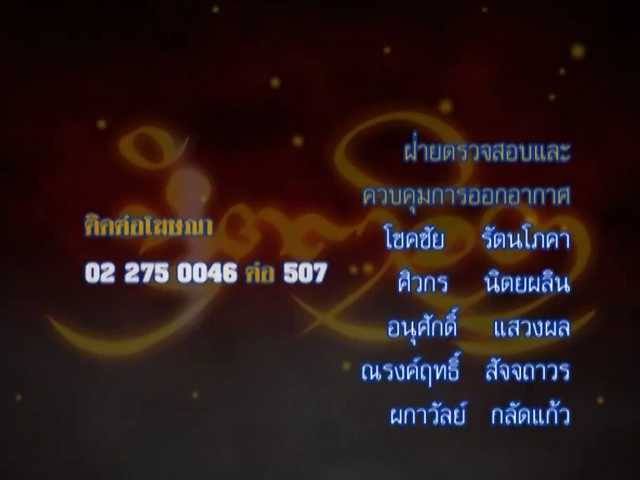 ติดต่อโฆษณา
02 275 0046 ต่อ 507
ฝ่ายตรวจสอบและ
ควบคุมการออกอากาศ
โชคชัย รัตนโภคา
ศิวกร นิตยผลิน
อนุศักดิ์ แสวงผล
ณรงค์ฤทธิ์ สัจจถาวร
ผกาวัลย์ กลัดแก้ว